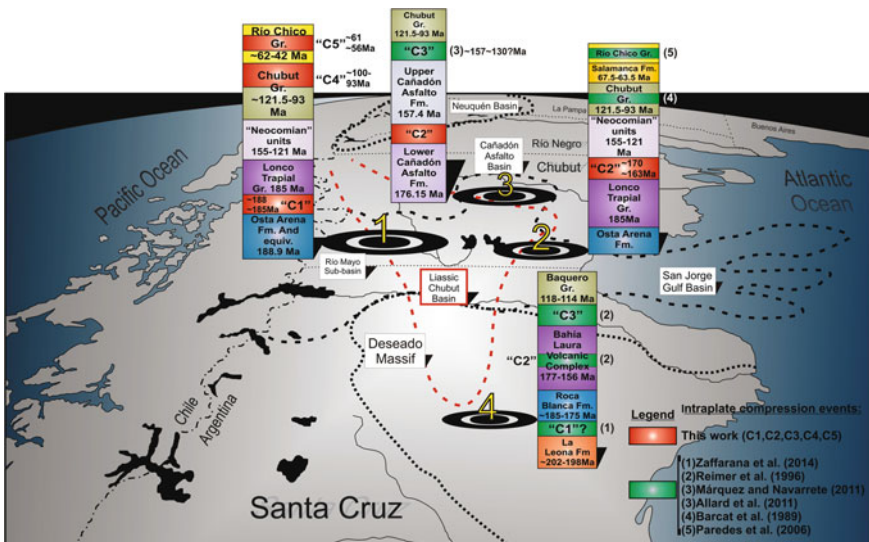 Río Chico
Gr.
~62-42 Ma
Chubut
Gr.
~121.5-93
Ma
"Neocomian"
units
155-121
Ma
Lonco
Trapial
Gr. 185 Ma
~188
~185Ma "C1"
Osta Arena
Fm. And
equiv.
188.9 Ma
"C5" ~61
~56Ma
"C4" ~100-
93Ma
Chubut
Gr.
121.5-93 Ma
"C3"
(3) ~157~130?Ma
Upper
Cañadón
Asfalto
Fm.
157.4 Ma
"C2"
Lower
Cañadón
Asfalto
Fm.
176.15 Ma
Río Chico Gr.
(5)
Salamanca Fm.
67.5-63.5 Ma
Chubut
Gr.
121.5-93 Ma
(4)
"Neocomian"
units
155-121
Ma
"C2" ~170
~163Ma
Lonco
Trapial
Gr.
185Ma
Osta Arena
Fm.
Neuquén Basin
La Pampa
Buenos Aires
Río Negro
Cañadón
Asfalto
Basin
Chubut
Pacific Ocean
Atlantic
Ocean
1
2
3
4
Río Mayo
Sub-basin
Liassic
Chubut
Basin
San Jorge
Gulf Basin
Deseado
Massif
Baquero
Gr.
118-114 Ma
"C3"
(2)
Bahía
Laura
Volcanic
Complex
177-156 Ma
"C2"
(2)
Roca
Blanca Fm.
~185-175 Ma
"C1"?
(1)
La
Leona Fm
~202-198Ma
Chile
Argentina
Santa Cruz
Legend
Intraplate compression events:
This work (C1,C2,C3,C4,C5)
(1)Zaffarana et al. (2014)
(2)Reimer et al. (1996)
(3)Márquez and Navarrete (2011)
(3)Allard et al. (2011)
(4)Barcat et al. (1989)
(5)Paredes et al. (2006)